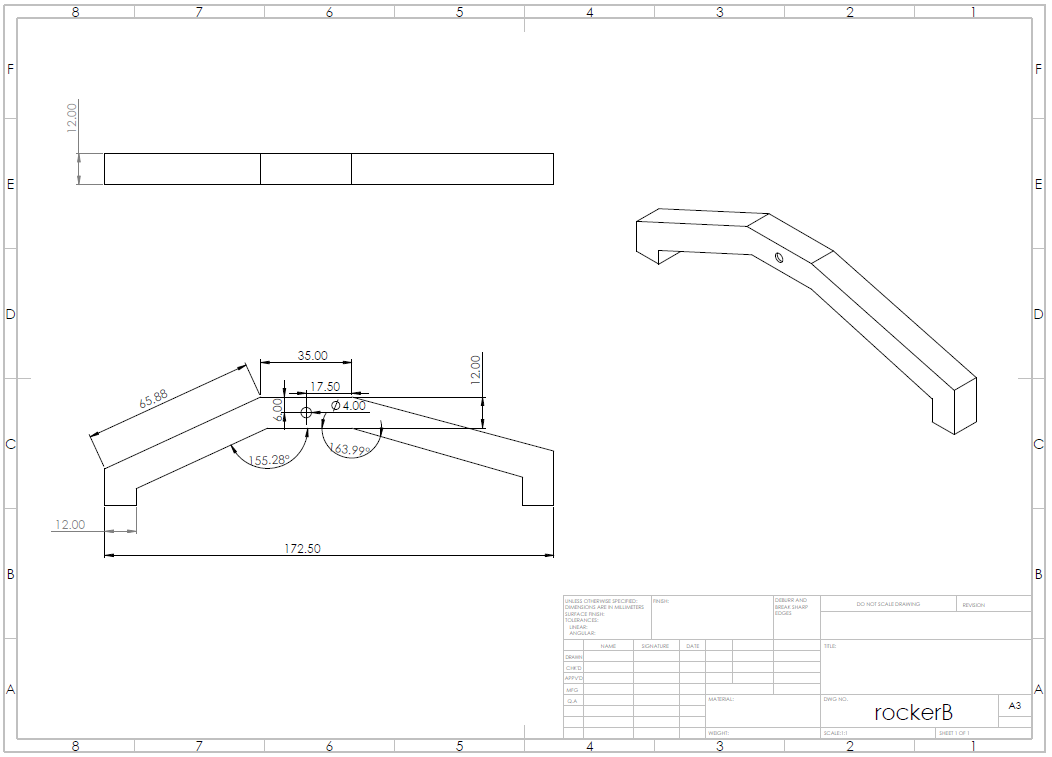 8 7 6 5 4 3 2 1
F F
12.00
E E
D D
35.00
12.00
17.50
65.88
6.00
Ø4.00
C C
163.99°
155.28°
12.00
172.50
B B
UNLESS OTHERWISE SPECIFIED:
DIMENSIONS ARE IN MILLIMETERS
SURFACE FINISH:
TOLERANCES:
LINEAR:
ANGULAR:
FINISH:
DEBURR AND
BREAK SHARP
EDGES
DO NOT SCALE DRAWING
REVISION
NAME SIGNATURE DATE
TITLE:
DRAWN
CHK'D
APPV'D
MFG
Q.A
MATERIAL:
DWG NO.
rockerB
A3
A A
WEIGHT:
SCALE:1:1
SHEET 1 OF 1
8 7 6 5 4 3 2 1